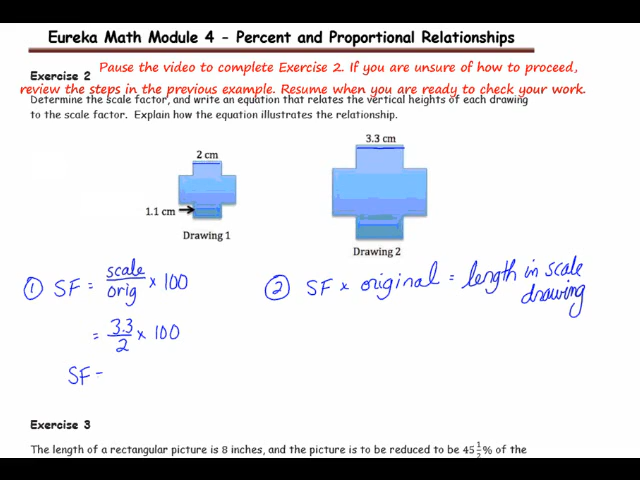 Eureka Math Module 4 – Percent and Proportional Relationships
Exercise 2 Pause the video to complete Exercise 2. If you are unsure of how to proceed,
review the steps in the previous example. Resume when you are ready to check your work.
Determine the scale factor, and write an equation that relates the vertical heights of each drawing
to the scale factor. Explain how the equation illustrates the relationship.
3.3 cm
2 cm
1.1 cm
Drawing 1
Drawing 2
① SF = scale/orig × 100
② SF × original = length in scale
drawing
= 3.3/2 × 100
SF =
Exercise 3
The length of a rectangular picture is 8 inches, and the picture is to be reduced to be 45 1/2% of the